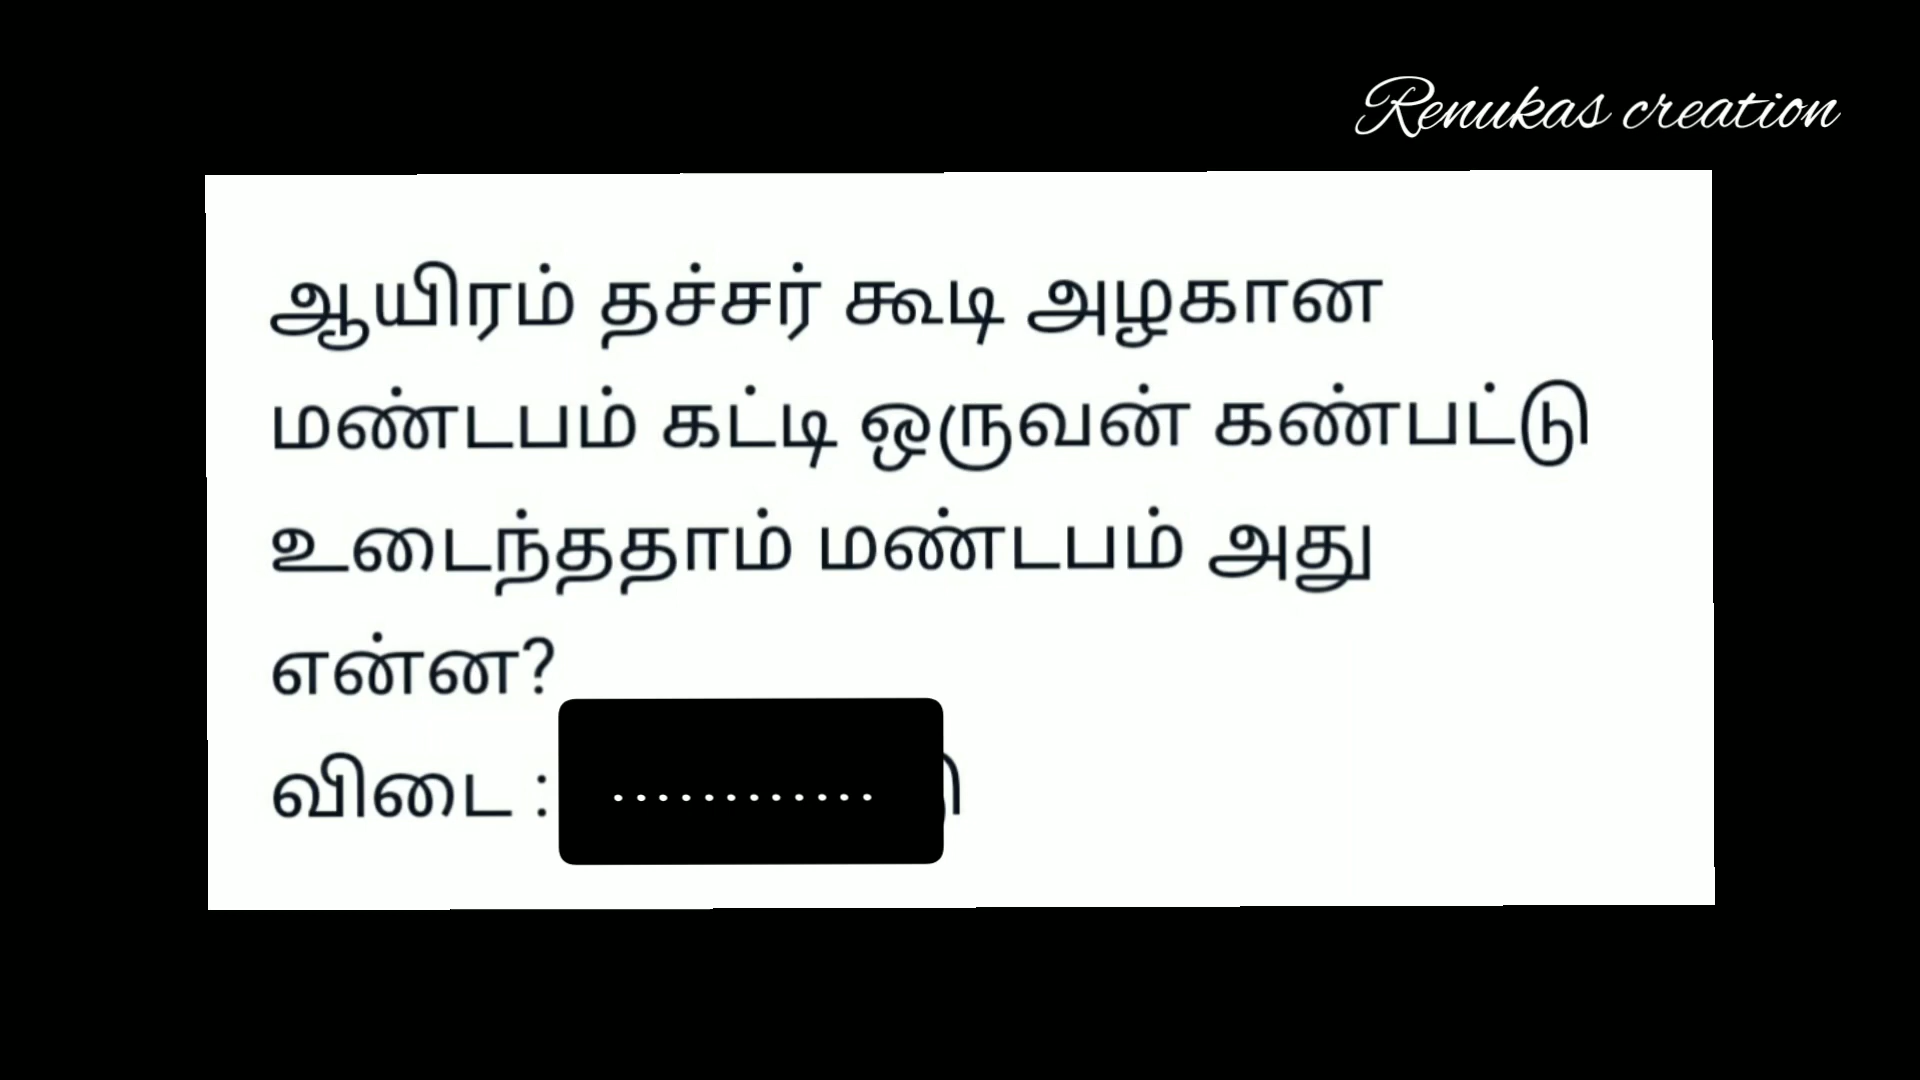 Renukas creation
ஆயிரம் தச்சர் கூடி அழகான
மண்டபம் கட்டி ஒருவன் கண்பட்டு
உடைந்ததாம் மண்டபம் அது
என்ன?
விடை : ............